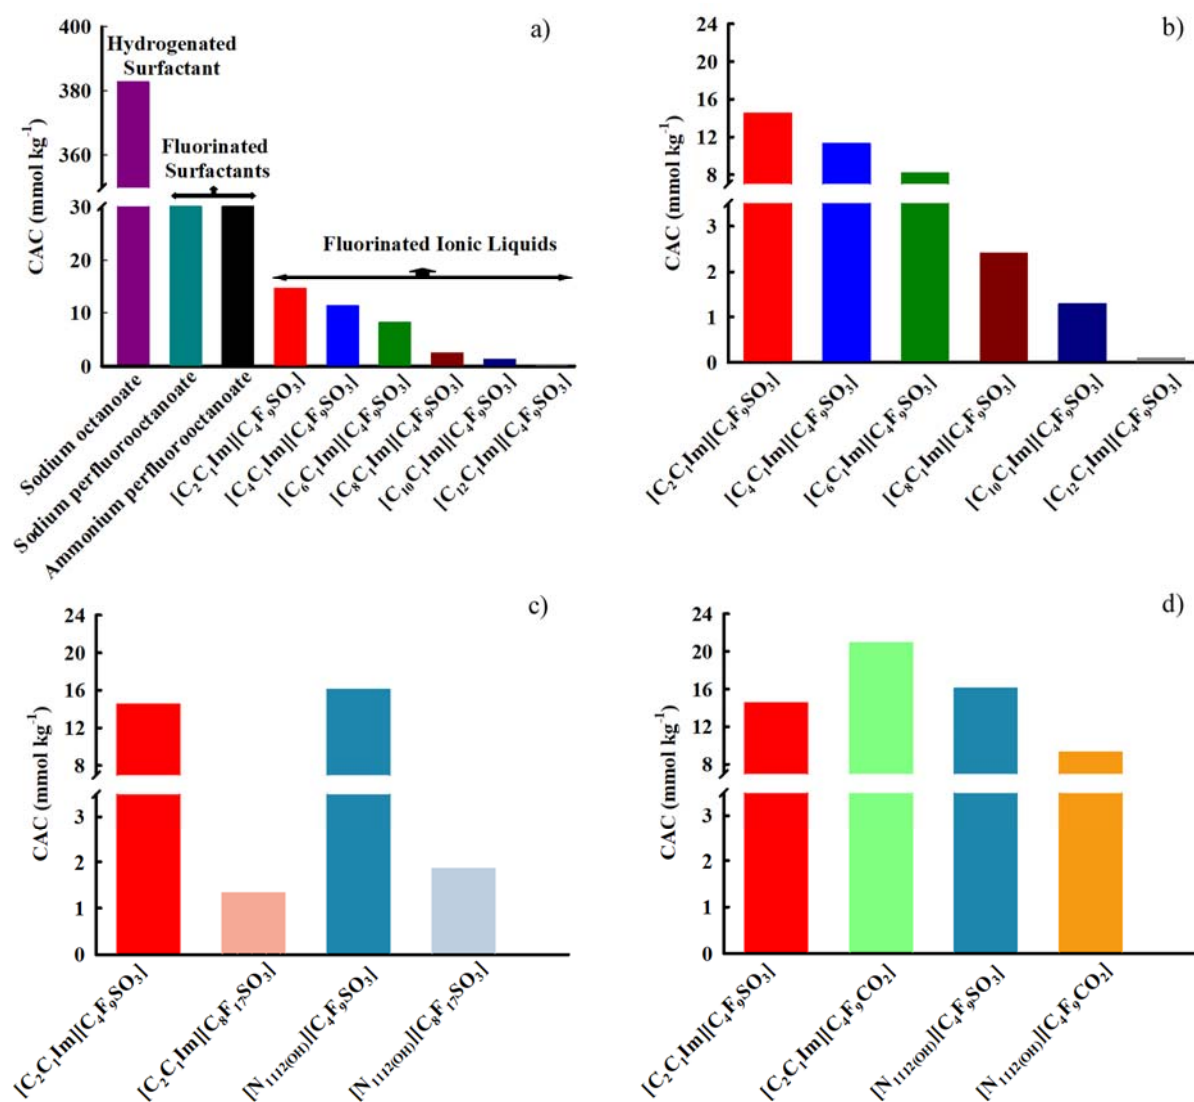 a)
400
380
360
30
20
10
0
CAC (mmol kg⁻¹)
Hydrogenated
Surfactant
Fluorinated
Surfactants
Fluorinated Ionic Liquids
Sodium octanoate
Sodium perfluorooctanoate
Ammonium perfluorooctanoate
[C₂C₁Im][C₄F₉SO₃]
[C₄C₁Im][C₄F₉SO₃]
[C₆C₁Im][C₄F₉SO₃]
[C₈C₁Im][C₄F₉SO₃]
[C₁₀C₁Im][C₄F₉SO₃]
[C₁₂C₁Im][C₄F₉SO₃]
b)
24
20
16
12
8
3
2
1
0
CAC (mmol kg⁻¹)
[C₂C₁Im][C₄F₉SO₃]
[C₄C₁Im][C₄F₉SO₃]
[C₆C₁Im][C₄F₉SO₃]
[C₈C₁Im][C₄F₉SO₃]
[C₁₀C₁Im][C₄F₉SO₃]
[C₁₂C₁Im][C₄F₉SO₃]
c)
24
20
16
12
8
3
2
1
0
CAC (mmol kg⁻¹)
[C₂C₁Im][C₄F₉SO₃]
[C₂C₁Im][C₈F₁₇SO₃]
[N₁₁₁₂₍OH₎][C₄F₉SO₃]
[N₁₁₁₂₍OH₎][C₈F₁₇SO₃]
d)
24
20
16
12
8
3
2
1
0
CAC (mmol kg⁻¹)
[C₂C₁Im][C₄F₉SO₃]
[C₂C₁Im][C₄F₉CO₂]
[N₁₁₁₂₍OH₎][C₄F₉SO₃]
[N₁₁₁₂₍OH₎][C₄F₉CO₂]